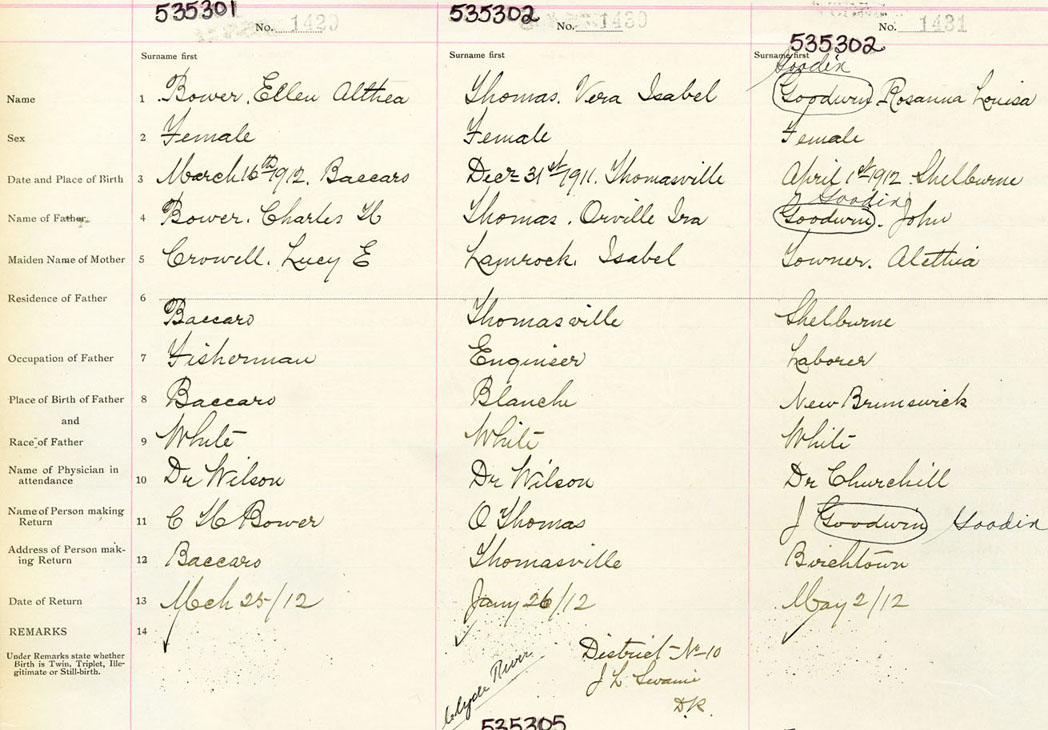 535301 535302
No. 1429 No. 1430 No. 1431
535302
Surname first Surname first Surname first
Goodin
Name 1 Bower, Ellen Althea Thomas. Vera Isabel Goodwin Rosanna Louisa
Sex 2 Female Female Female
Date and Place of Birth 3 March 16th 1912. Baccaro Decr 31st 1911. Thomasville April 1st 1912. Shelburne
Goodin
Name of Father 4 Bower. Charles H Thomas. Orville Ira Goodwin. John
Maiden Name of Mother 5 Crowell. Lucy E Lamrock. Isabel Towner. Alethia
Residence of Father 6
Baccaro Thomasville Shelburne
Occupation of Father 7 Fisherman Engineer Laborer
Place of Birth of Father 8 Baccaro Blanche New Brunswick
and
Race of Father 9 White White White
Name of Physician in
attendance 10 Dr Wilson Dr Wilson Dr Churchill
Name of Person making
Return 11 C H Bower O Thomas J Goodwin Goodin
Address of Person mak-
ing Return 12 Baccaro Thomasville Birchtown
Date of Return 13 Mch 25/12 Jany 26/12 May 2/12
REMARKS 14
Under Remarks state whether
Birth is Twin, Triplet, Ille-
gitimate or Still-birth.
Clyde River
District No 10
J L
D.R.
535305